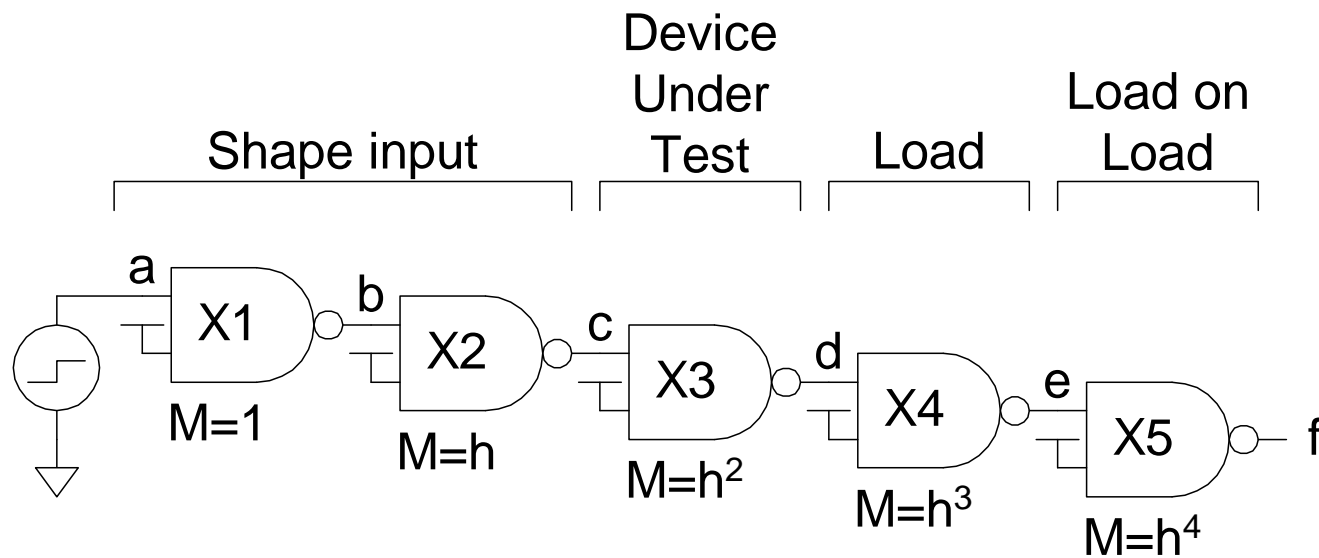 Device
Under
Test
Load on
Load
Shape input
Load
a
X1
M=1
b
X2
M=h
c
X3
M=h²
d
X4
M=h³
e
X5
M=h⁴
f